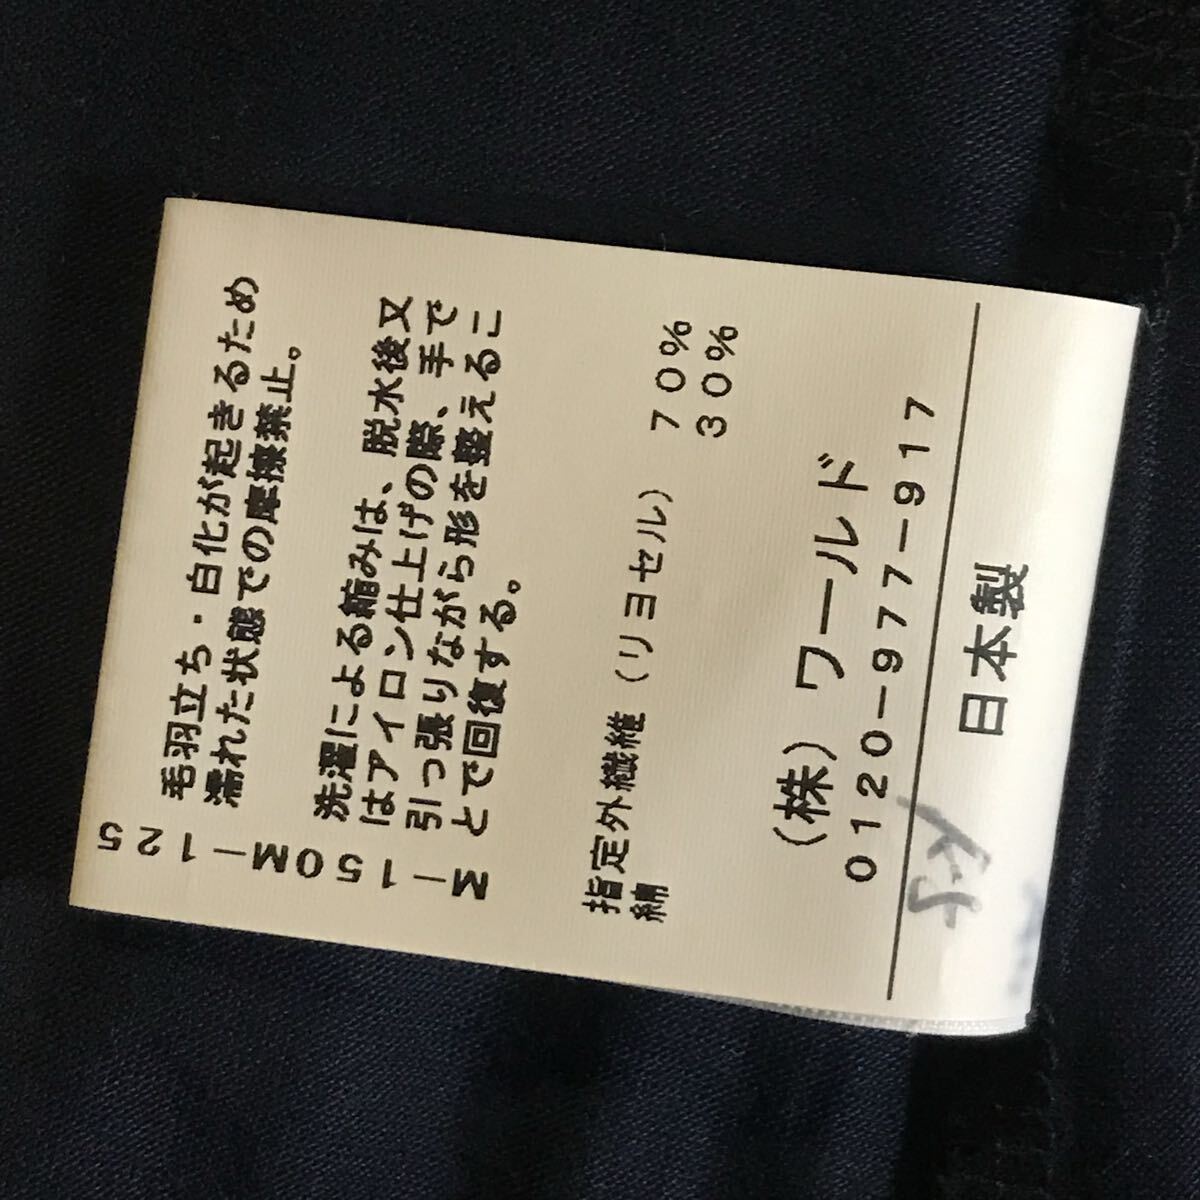 毛羽立ち・白化が起きるため
濡れた状態での摩擦禁止。
M-150M-125
洗濯による縮みは、脱水後又
はアイロン仕上げの際、手で
引っ張りながら形を整えるこ
とで回復する。
指定外繊維（リヨセル） 70%
綿 30%
（株）ワールド
0120-977-917
日本製